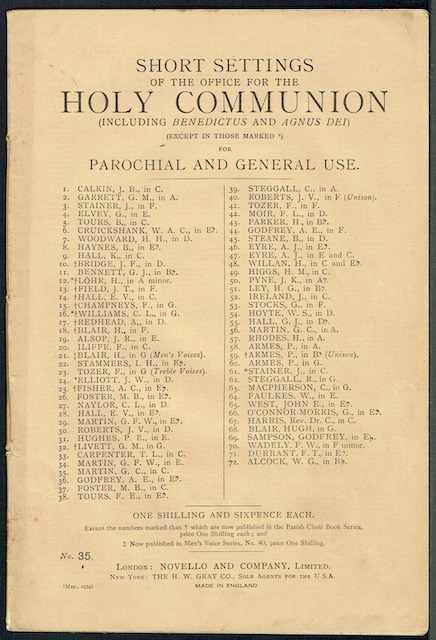 SHORT SETTINGS
OF THE OFFICE FOR THE
HOLY COMMUNION
(INCLUDING BENEDICTUS AND AGNUS DEI)
(EXCEPT IN THOSE MARKED *)
FOR
PAROCHIAL AND GENERAL USE.
1. CALKIN, J. B., in C.
2. GARRETT, G. M., in A.
3. STAINER, J., in F.
4. ELVEY, G., in E.
5. TOURS, B., in C.
6. CRUICKSHANK, W. A. C., in E♭.
7. WOODWARD, H. H., in D.
8. HAYNES, B., in E♭.
9. HALL, K., in C.
10. †BRIDGE, J. F., in D.
11. BENNETT, G. J., in B♭.
12. *†LÖHR, H., in A minor.
13. †FIELD, J. T., in F.
14. †HALL, E. V., in C.
15. †CHAMPNEYS, F., in G.
16. *†WILLIAMS, C. L., in G.
17. †REDHEAD, A., in D.
18. †BLAIR, H., in F.
19. ALSOP, J. R., in E.
20. ILIFFE, F., in C.
21. ‡BLAIR, H., in G (Men's Voices).
22. STAMMERS, I. H., in E♭.
23. TOZER, F., in G (Treble Voices).
24. *ELLIOTT, J. W., in D.
25. †FISHER, A. C., in E♭.
26. FOSTER, M. B., in E♭.
27. NAYLOR, C. L., in D.
28. HALL, E. V., in E♭.
29. MARTIN, G. F. W., in E♭.
30. ROBERTS, J. V., in D.
31. HUGHES, P. E., in E.
32. †LIVETT, G. M., in G.
33. CARPENTER, T. L., in C.
34. MARTIN, G. F. W., in E.
35. MARTIN, G. C., in C.
36. GODFREY, A. E., in E♭.
37. FOSTER, M. B., in C.
38. TOURS, F. E., in E♭.
39. STEGGALL, C., in A.
40. ROBERTS, J. V., in F (Unison).
41. TOZER, F., in F.
42. MOIR, F. L., in D.
43. PARKER, H., in B♭.
44. GODFREY, A. E., in F.
45. STEANE, B., in D.
46. EYRE, A. J., in E♭.
47. EYRE, A. J., in E and C.
48. WILLAN, H., in C and E♭.
49. HIGGS, H. M., in C.
50. PYNE, J. K., in A♭.
51. LEY, H. G., in B♭.
52. IRELAND, J., in C.
53. STOCKS, G., in F.
54. HOYTE, W. S., in D.
55. HALL, G. J., in D♭.
56. MARTIN, G. C., in A.
57. RHODES, H., in A.
58. ARMES, P., in A.
59. †ARMES, P., in B♭ (Unison).
60. ARMES, P., in G.
61. *STAINER, J., in C.
62. STEGGALL, R., in G.
63. MACPHERSON, C., in G.
64. FAULKES, W., in E.
65. WEST, JOHN E., in E♭.
66. O'CONNOR-MORRIS, G., in E♭.
67. HARRIS, Rev. Dr. C., in C.
68. BLAIR, HUGH, in G.
69. SAMPSON, GODFREY, in E♭.
70. WADELY, F. W., in F minor.
71. DURRANT, F. T., in E♭.
72. ALCOCK, W. G., in B♭.
ONE SHILLING AND SIXPENCE EACH.
Except the numbers marked thus † which are now published in the Parish Choir Book Series,
price One Shilling each; and
‡ Now published in Men's Voice Series, No. 40, price One Shilling.
No. 35.
LONDON: NOVELLO AND COMPANY, LIMITED.
NEW YORK: THE H. W. GRAY CO., SOLE AGENTS FOR THE U.S.A.
(Mar., 1934)
MADE IN ENGLAND